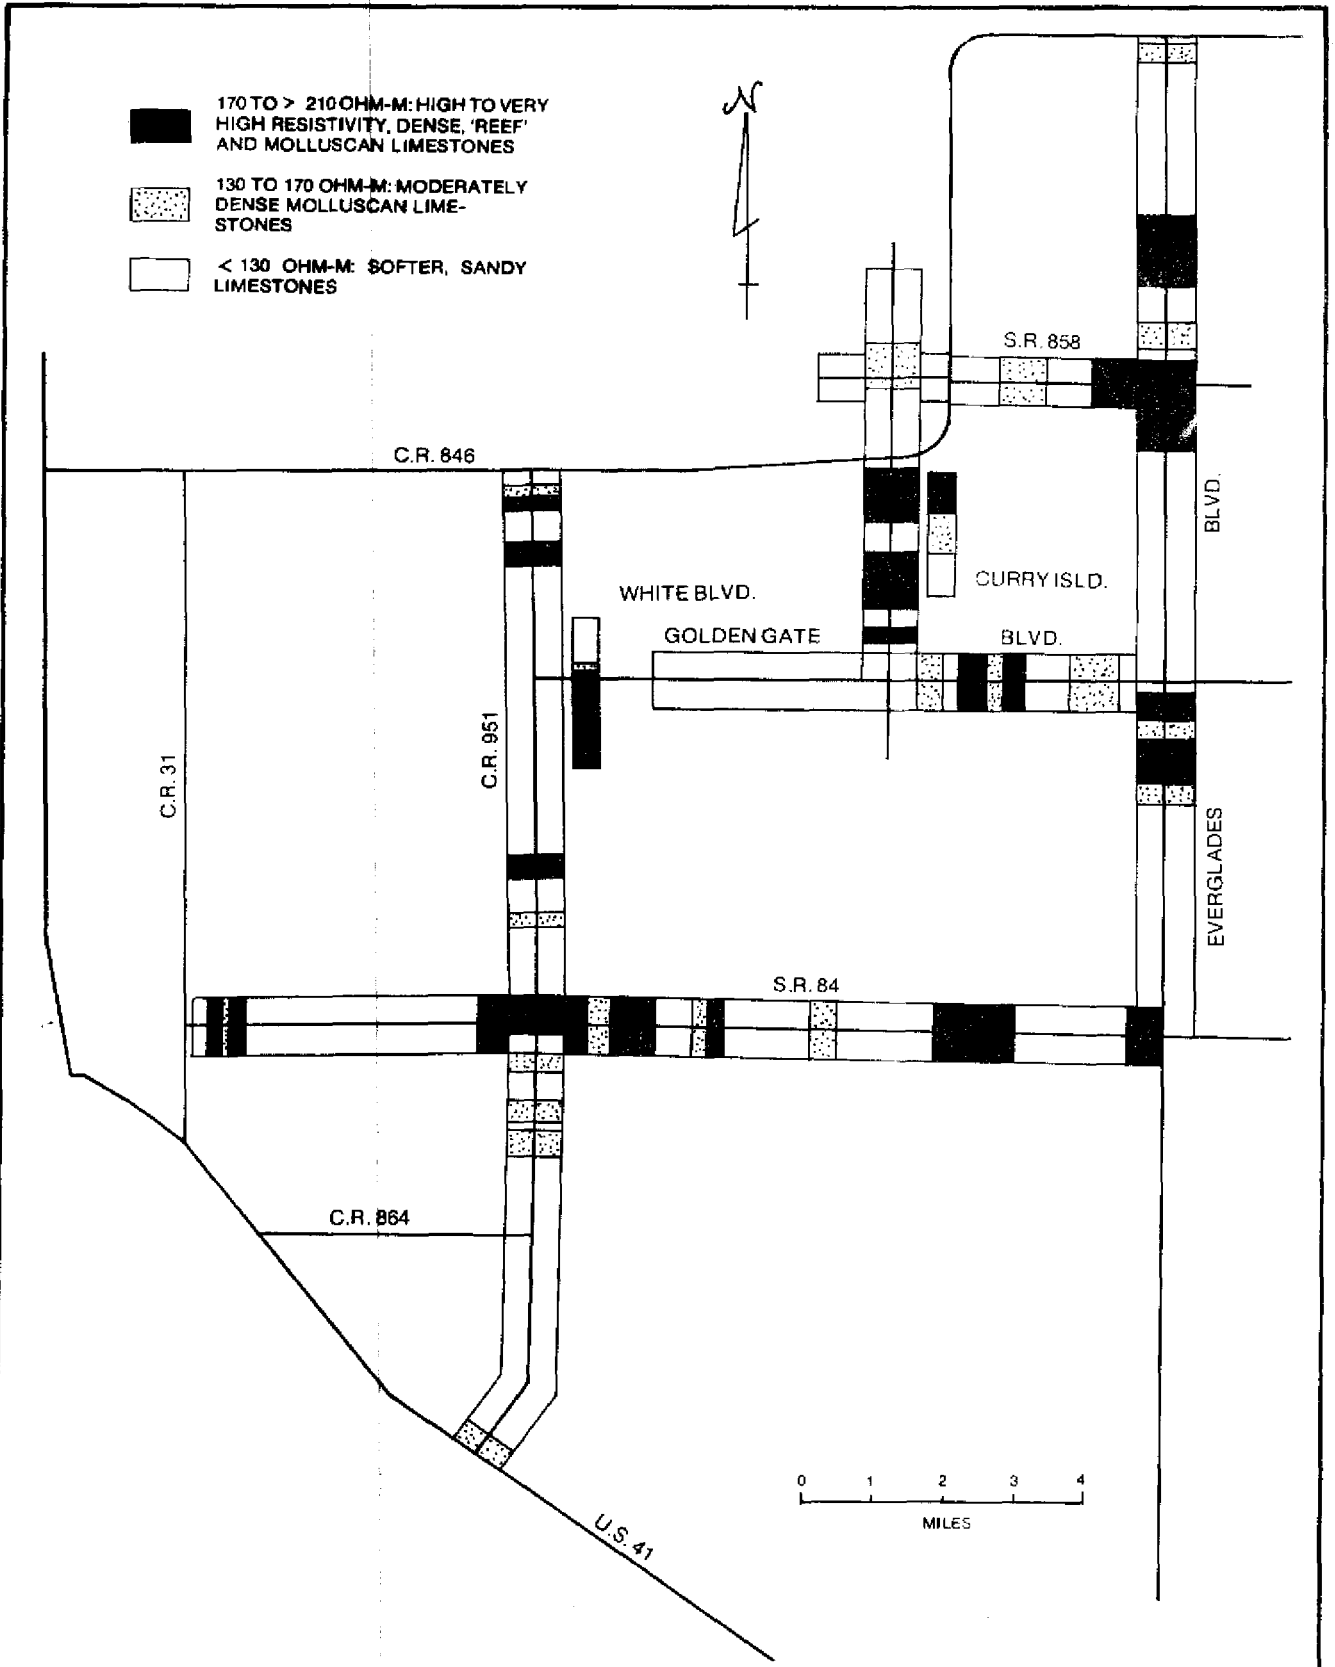 170 TO > 210 OHM-M: HIGH TO VERY
HIGH RESISTIVITY, DENSE, 'REEF'
AND MOLLUSCAN LIMESTONES
130 TO 170 OHM-M: MODERATELY
DENSE MOLLUSCAN LIME-
STONES
< 130 OHM-M: SOFTER, SANDY
LIMESTONES
N
S.R. 858
C.R. 846
BLVD.
WHITE BLVD.
CURRY ISLD.
GOLDEN GATE BLVD.
C.R. 951
C.R. 31
EVERGLADES
S.R. 84
C.R. 864
0 1 2 3 4
MILES
U.S. 41